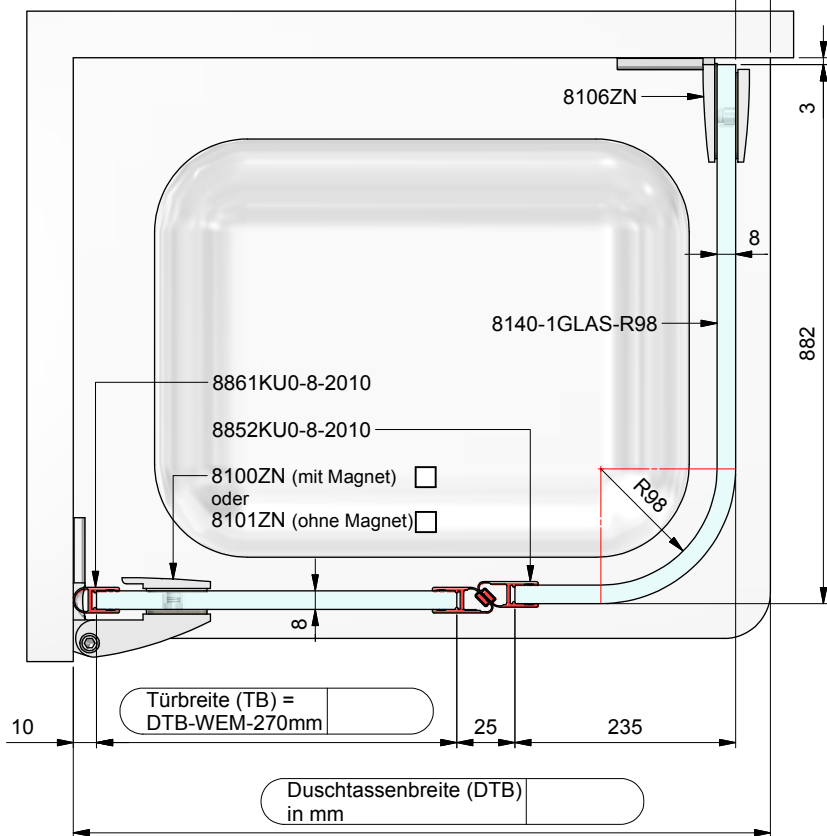 8106ZN
3
8
8140-1GLAS-R98
882
8861KU0-8-2010
8852KU0-8-2010
8100ZN (mit Magnet)
oder
8101ZN (ohne Magnet)
R98
8
Türbreite (TB) =
DTB-WEM-270mm
10
25
235
Duschtassenbreite (DTB)
in mm